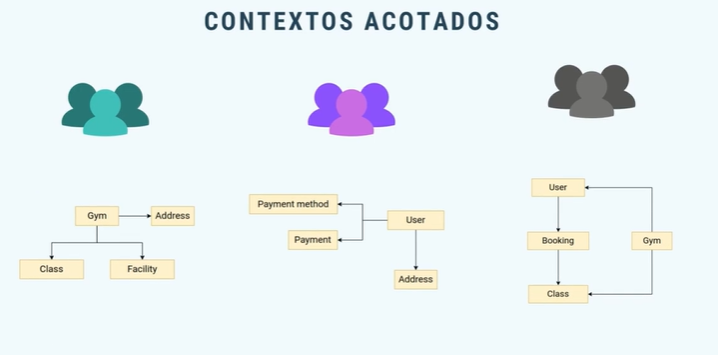 CONTEXTOS ACOTADOS
Gym
Address
Class
Facility
Payment method
User
Payment
Address
User
Booking
Gym
Class